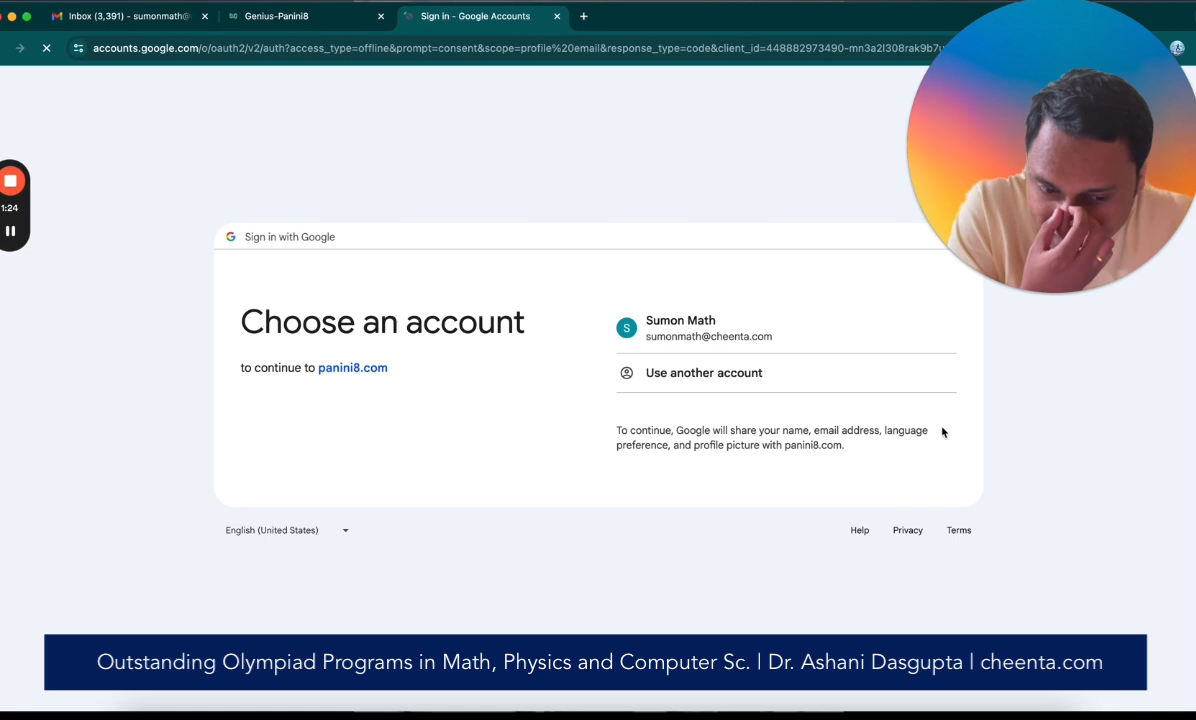 Inbox (3,391) - sumonmath@
Genius-Panini8
Sign in - Google Accounts
accounts.google.com/o/oauth2/v2/auth?access_type=offline&prompt=consent&scope=profile%20email&response_type=code&client_id=448882973490-mn3a2l308rak9b7u
1:24
Sign in with Google
Choose an account
to continue to panini8.com
S
Sumon Math
sumonmath@cheenta.com
Use another account
To continue, Google will share your name, email address, language
preference, and profile picture with panini8.com.
English (United States)
Help Privacy Terms
Outstanding Olympiad Programs in Math, Physics and Computer Sc. | Dr. Ashani Dasgupta | cheenta.com